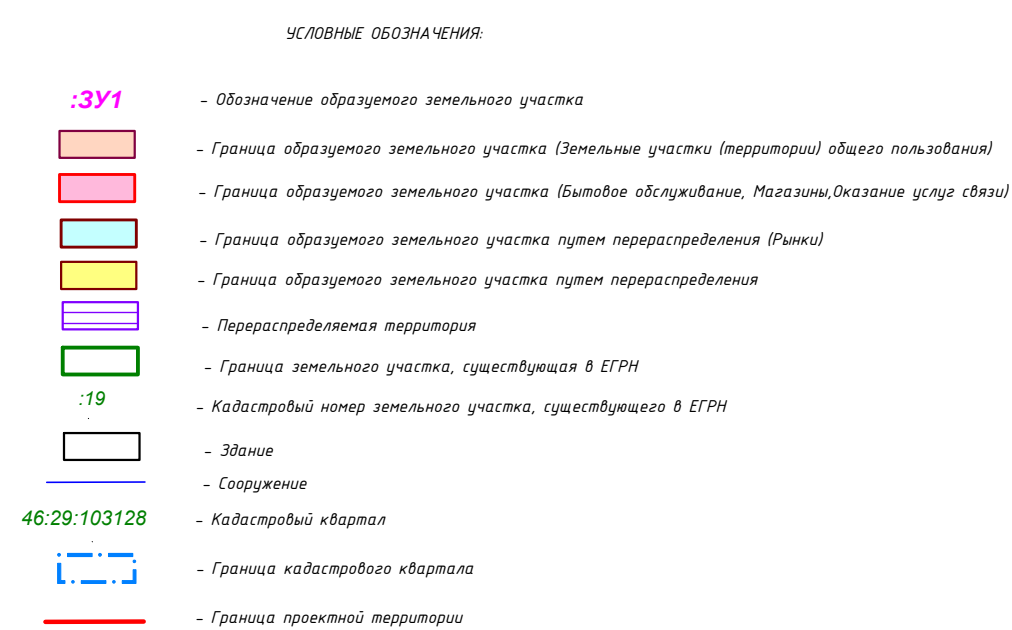 УСЛОВНЫЕ ОБОЗНАЧЕНИЯ:
:ЗУ1 – Обозначение образуемого земельного участка
– Граница образуемого земельного участка (Земельные участки (территории) общего пользования)
– Граница образуемого земельного участка (Бытовое обслуживание, Магазины,Оказание услуг связи)
– Граница образуемого земельного участка путем перераспределения (Рынки)
– Граница образуемого земельного участка путем перераспределения
– Перераспределяемая территория
– Граница земельного участка, существующая в ЕГРН
:19 – Кадастровый номер земельного участка, существующего в ЕГРН
– Здание
– Сооружение
46:29:103128 – Кадастровый квартал
– Граница кадастрового квартала
– Граница проектной территории